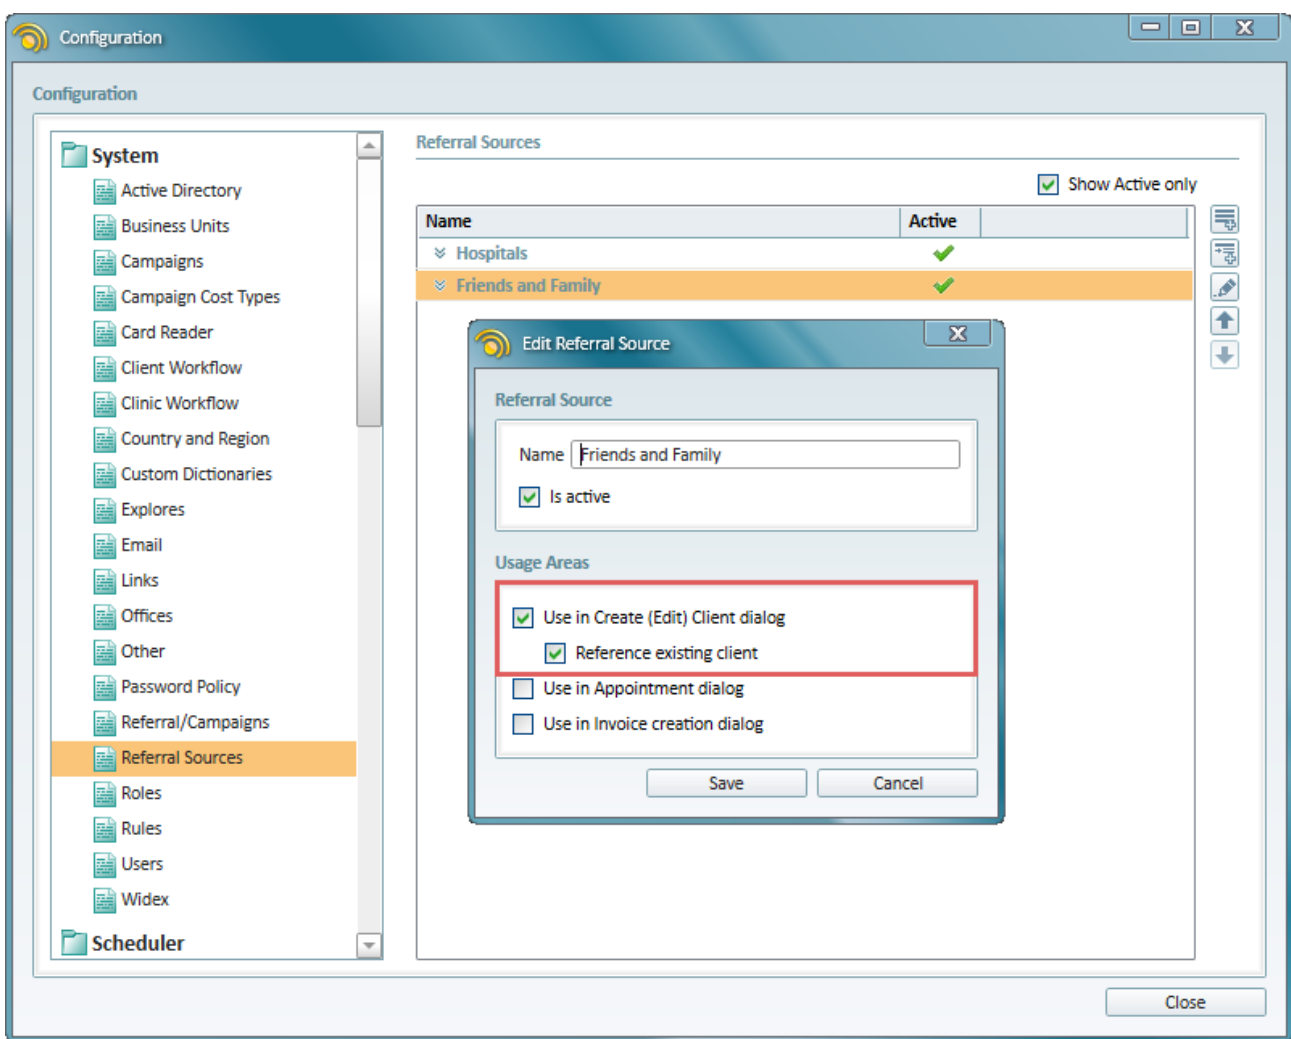 Configuration
Configuration
System
Active Directory
Business Units
Campaigns
Campaign Cost Types
Card Reader
Client Workflow
Clinic Workflow
Country and Region
Custom Dictionaries
Explores
Email
Links
Offices
Other
Password Policy
Referral/Campaigns
Referral Sources
Roles
Rules
Users
Widex
Scheduler
Referral Sources
Show Active only
Name Active
Hospitals
Friends and Family
Edit Referral Source
Referral Source
Name Friends and Family
Is active
Usage Areas
Use in Create (Edit) Client dialog
Reference existing client
Use in Appointment dialog
Use in Invoice creation dialog
Save Cancel
Close